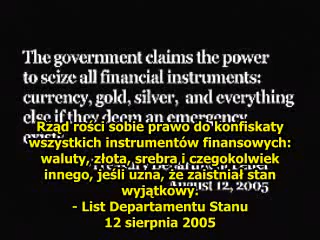 The government claims the power
to seize all financial instruments:
currency, gold, silver, and everything
else if they deem an emergency
exists.
Rząd rości sobie prawo do konfiskaty
wszystkich instrumentów finansowych:
waluty, złota, srebra i czegokolwiek
innego, jeśli uzna, że zaistniał stan
wyjątkowy.
- List Departamentu Stanu
12 sierpnia 2005
August 12, 2005